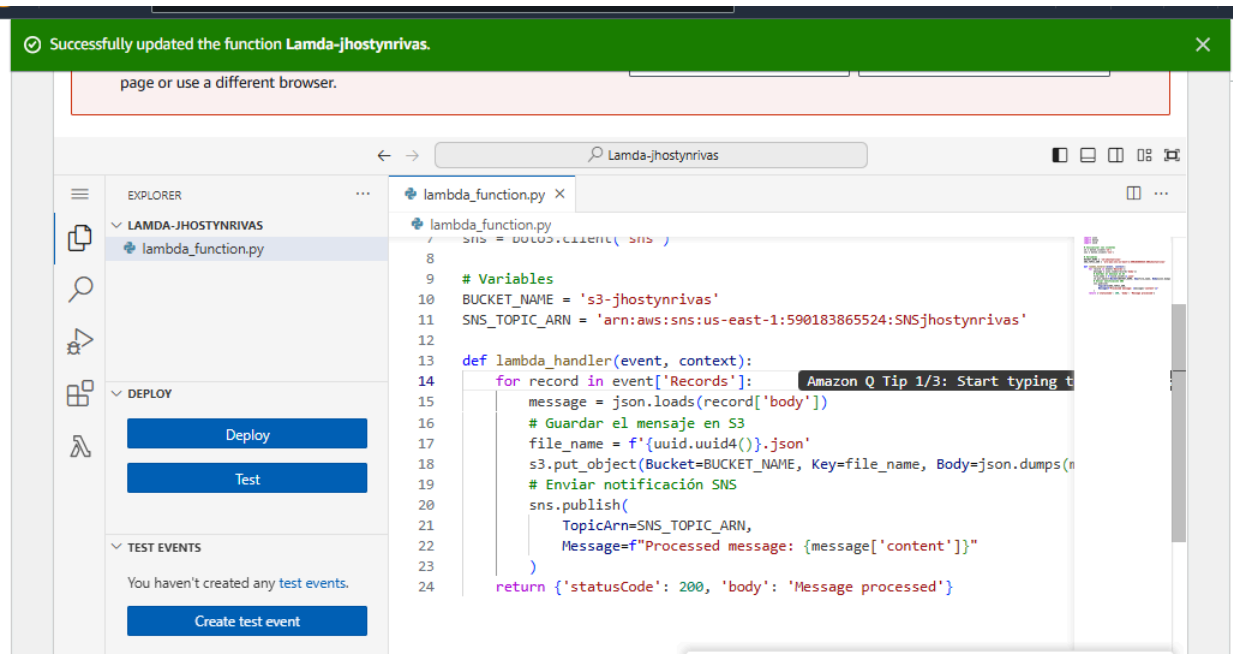 Successfully updated the function Lamda-jhostynrivas.
page or use a different browser.
Lamda-jhostynrivas
EXPLORER
LAMDA-JHOSTYNRIVAS
lambda_function.py
DEPLOY
Deploy
Test
TEST EVENTS
You haven't created any test events.
Create test event
lambda_function.py
lambda_function.py
7 sns = boto3.client('sns')
8
9 # Variables
10 BUCKET_NAME = 's3-jhostynrivas'
11 SNS_TOPIC_ARN = 'arn:aws:sns:us-east-1:590183865524:SNSjhostynrivas'
12
13 def lambda_handler(event, context):
14 for record in event['Records']: Amazon Q Tip 1/3: Start typing t
15 message = json.loads(record['body'])
16 # Guardar el mensaje en S3
17 file_name = f'{uuid.uuid4()}.json'
18 s3.put_object(Bucket=BUCKET_NAME, Key=file_name, Body=json.dumps(m
19 # Enviar notificación SNS
20 sns.publish(
21 TopicArn=SNS_TOPIC_ARN,
22 Message=f"Processed message: {message['content']}"
23 )
24 return {'statusCode': 200, 'body': 'Message processed'}